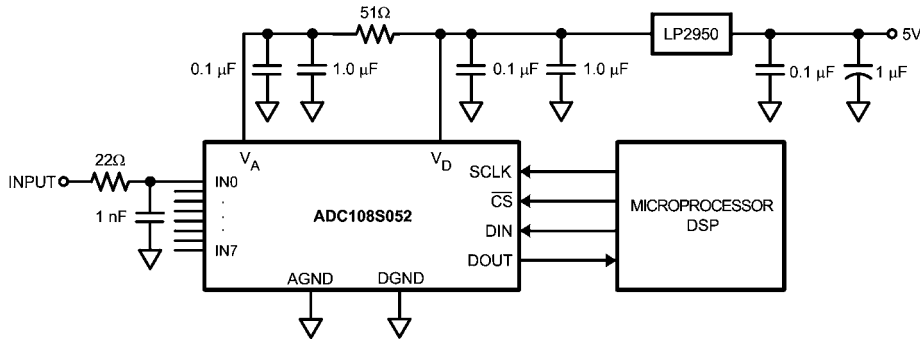 51Ω
LP2950
5V
0.1 µF
1.0 µF
0.1 µF
1.0 µF
0.1 µF
1 µF
VA
VD
22Ω
INPUT
IN0
SCLK
CS
MICROPROCESSOR
DSP
1 nF
ADC108S052
DIN
IN7
DOUT
AGND
DGND